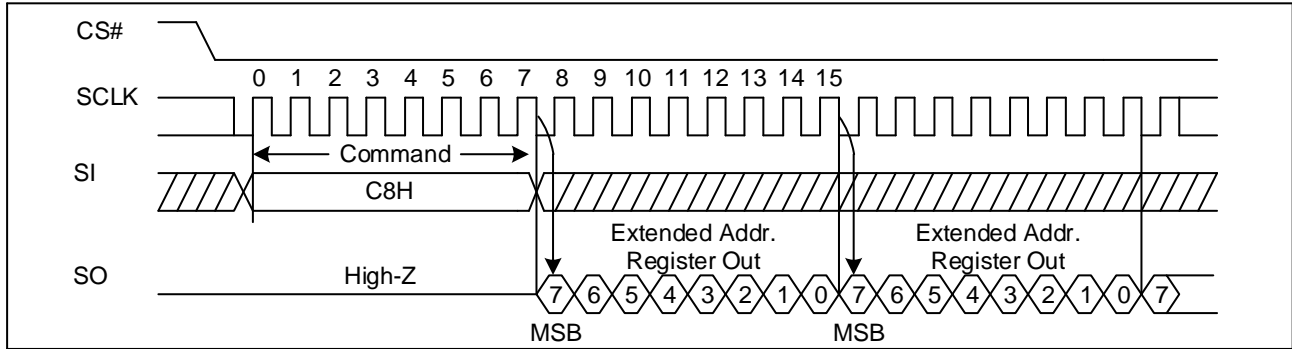 CS#
0 1 2 3 4 5 6 7 8 9 10 11 12 13 14 15
SCLK
Command
SI
C8H
Extended Addr. Register Out
Extended Addr. Register Out
SO
High-Z
7 6 5 4 3 2 1 0 7 6 5 4 3 2 1 0 7
MSB MSB